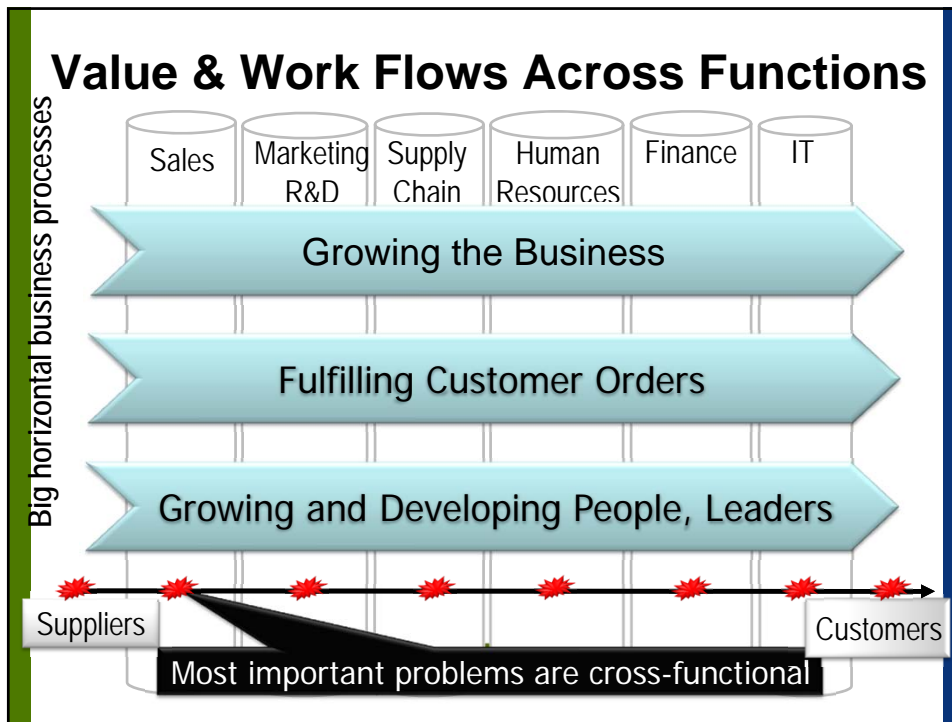 Value & Work Flows Across Functions
Big horizontal business processes
Sales
Marketing
R&D
Supply
Chain
Human
Resources
Finance
IT
Growing the Business
Fulfilling Customer Orders
Growing and Developing People, Leaders
Suppliers
Customers
Most important problems are cross-functional